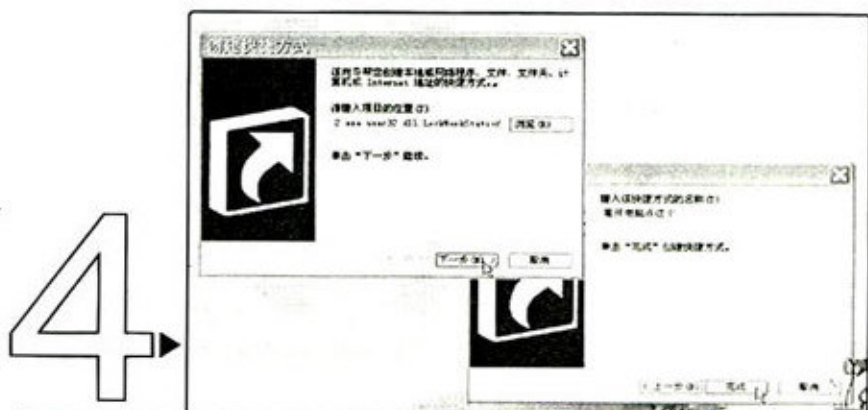 4
创建快捷方式
该向导帮您创建本地或网络程序、文件、文件夹、计
算机或 Internet 地址的快捷方式。
请键入项目的位置(T)
2.exe user32.dll,LockWorkStation
浏览(R)
单击“下一步”继续。
下一步(N) >
取消
键入该快捷方式的名称(T)
单击“完成”创建快捷方式。
< 上一步(B)
完成
取消